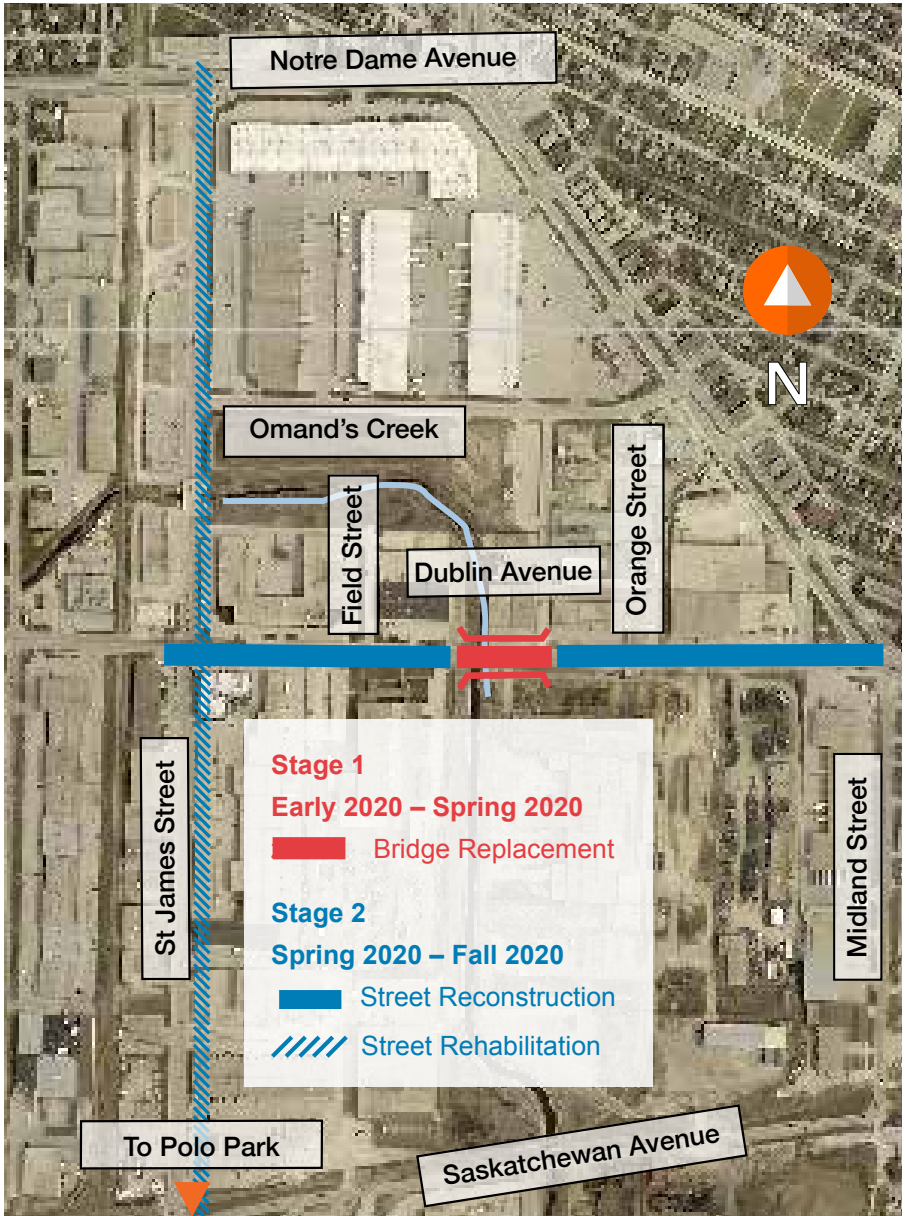 Notre Dame Avenue
N
Omand's Creek
Field Street
Dublin Avenue
Orange Street
St James Street
Stage 1
Early 2020 – Spring 2020
Bridge Replacement
Stage 2
Spring 2020 – Fall 2020
Street Reconstruction
Street Rehabilitation
Midland Street
To Polo Park
Saskatchewan Avenue